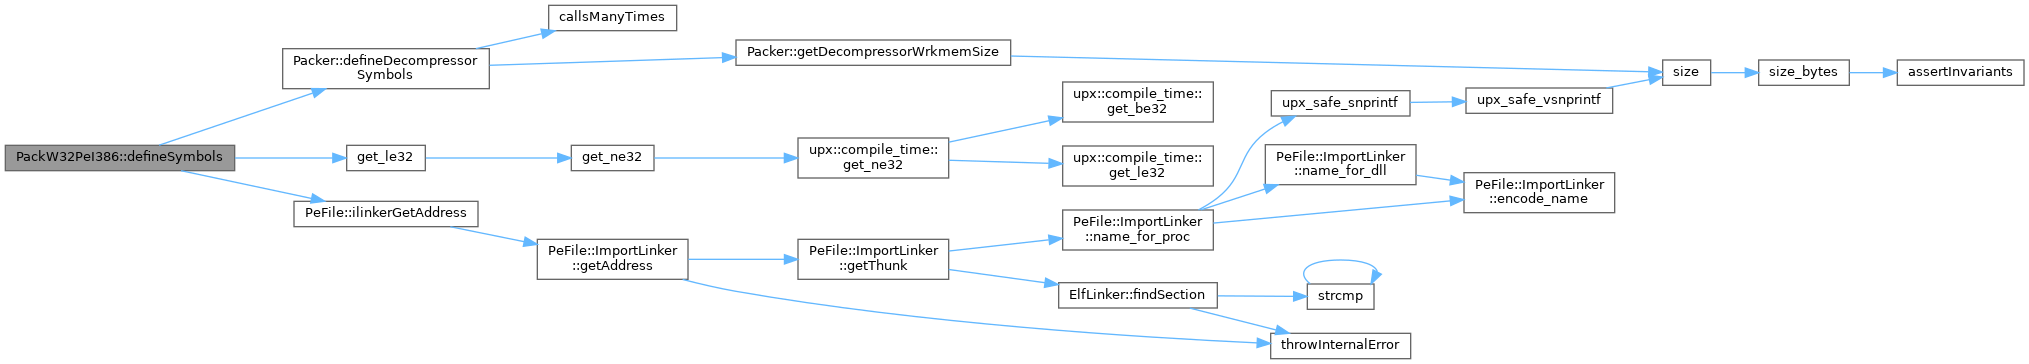 PackW32PeI386::defineSymbols
Packer::defineDecompressor
Symbols
callsManyTimes
Packer::getDecompressorWrkmemSize
size
size_bytes
assertInvariants
get_le32
get_ne32
upx::compile_time::
get_ne32
upx::compile_time::
get_be32
upx::compile_time::
get_le32
PeFile::ilinkerGetAddress
PeFile::ImportLinker
::getAddress
PeFile::ImportLinker
::getThunk
PeFile::ImportLinker
::name_for_proc
upx_safe_snprintf
upx_safe_vsnprintf
PeFile::ImportLinker
::name_for_dll
PeFile::ImportLinker
::encode_name
ElfLinker::findSection
strcmp
throwInternalError